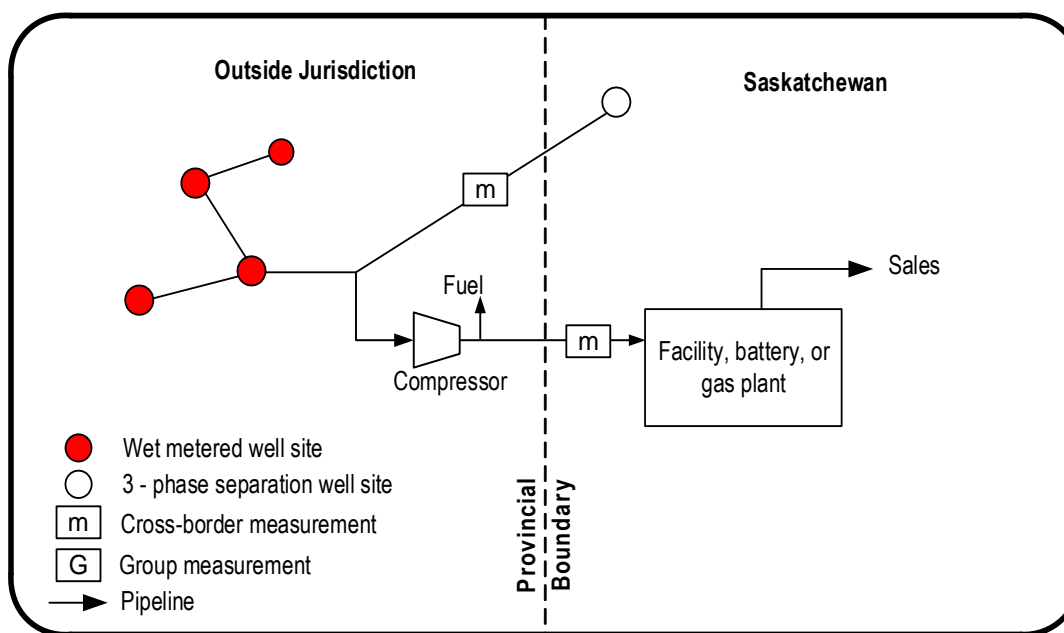 Outside Jurisdiction
Saskatchewan
m
Sales
Fuel
m
Facility, battery, or
gas plant
Compressor
Wet metered well site
3 - phase separation well site
m Cross-border measurement
G Group measurement
Pipeline
Provincial
Boundary